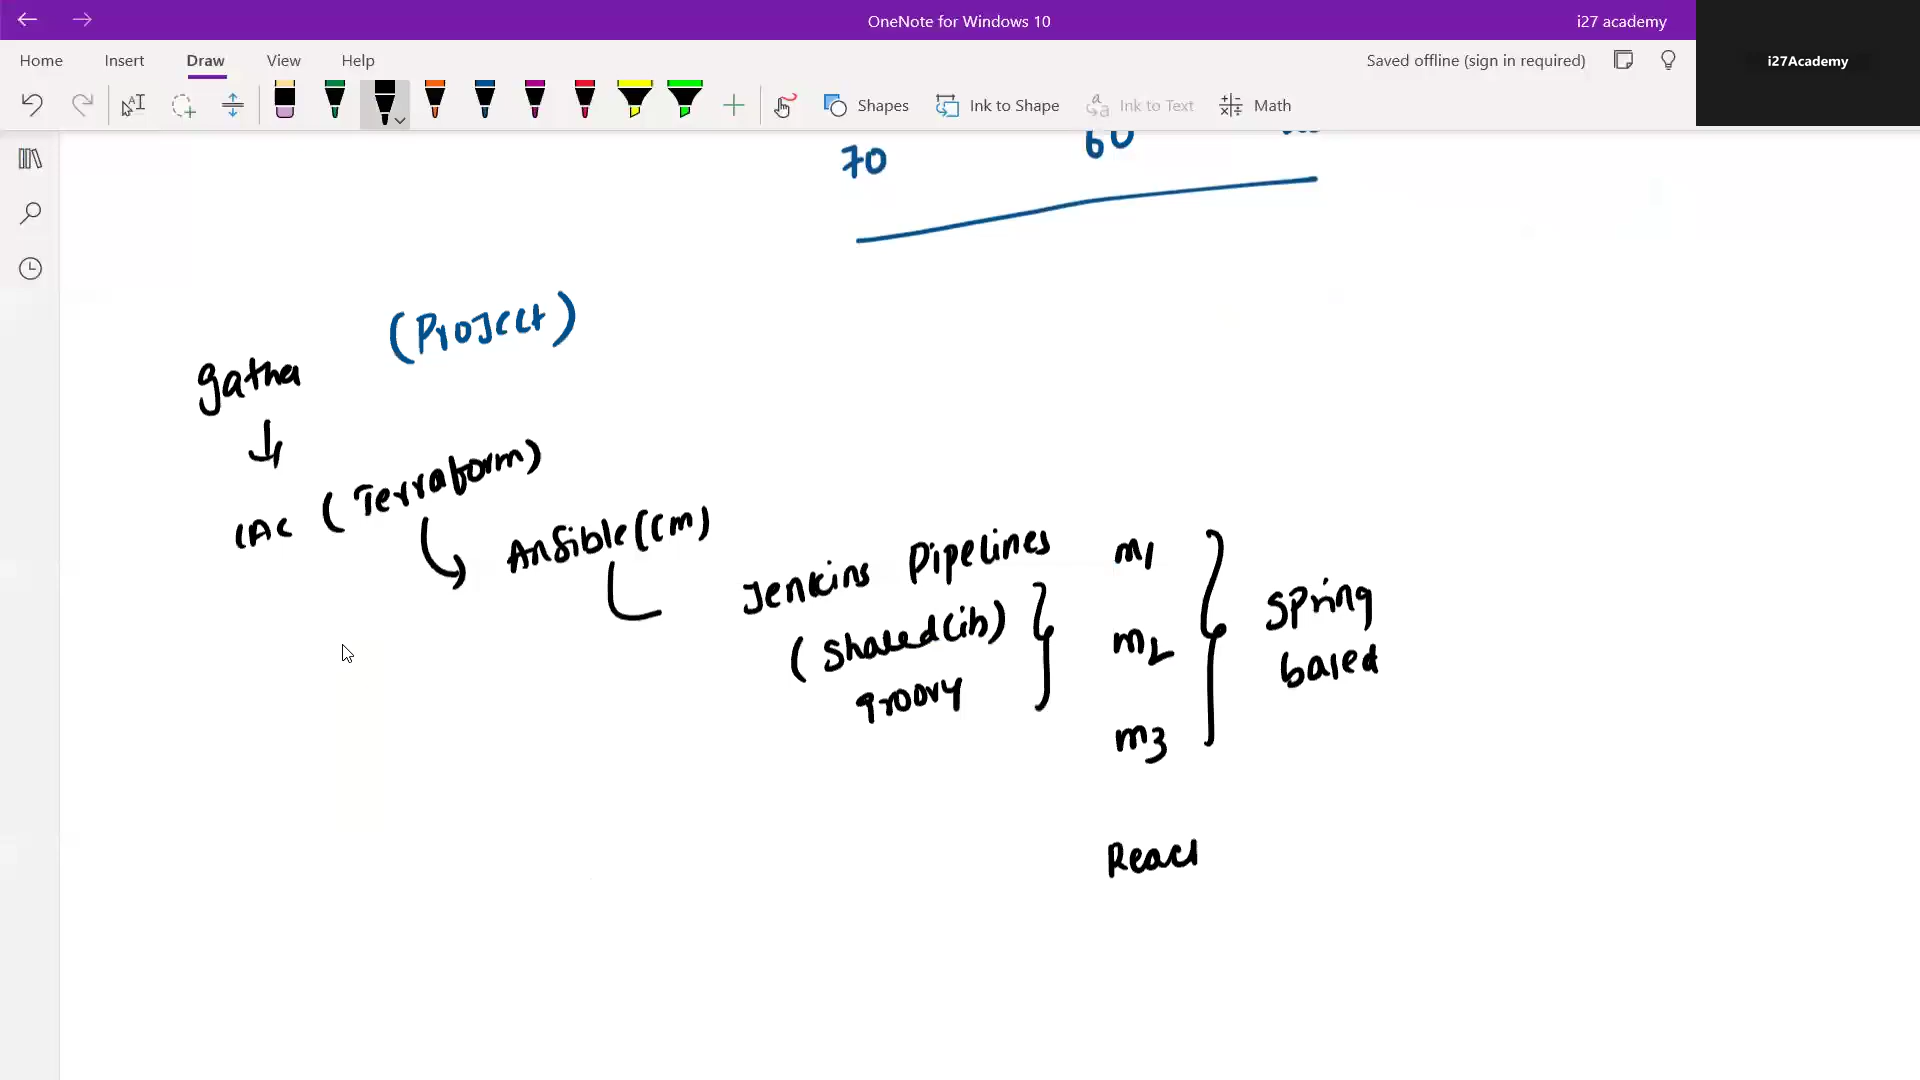 OneNote for Windows 10
i27 academy
Home Insert Draw View Help
Saved offline (sign in required)
i27Academy
Shapes
Ink to Shape
Ink to Text
Math
70 60
(Project)
gather
IAC (Terraform)
Ansible (CM)
Jenkins Pipelines
(Shared Lib)
groovy
m1
m2
m3
Spring
based
React